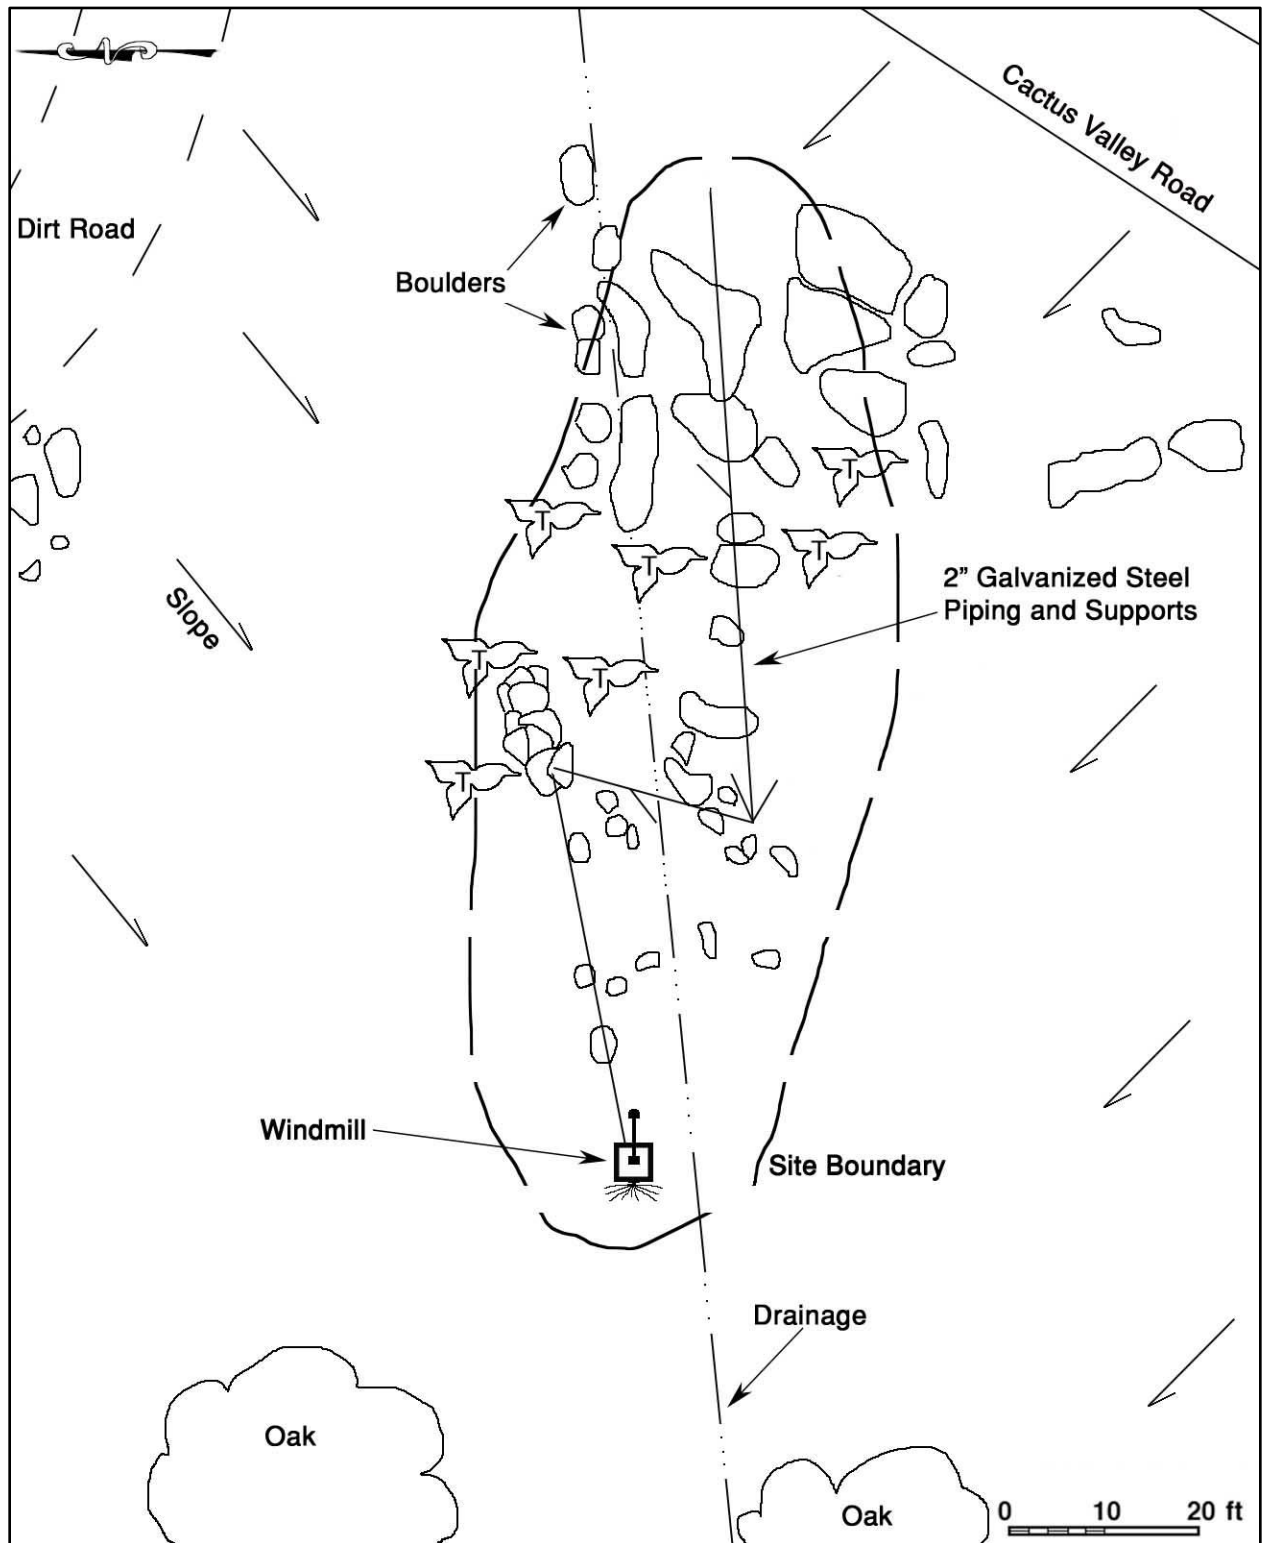 N
Cactus Valley Road
Dirt Road
Boulders
T
T
T
T
2” Galvanized Steel
Piping and Supports
Slope
T
T
T
Windmill
Site Boundary
Drainage
Oak
Oak
0 10 20 ft